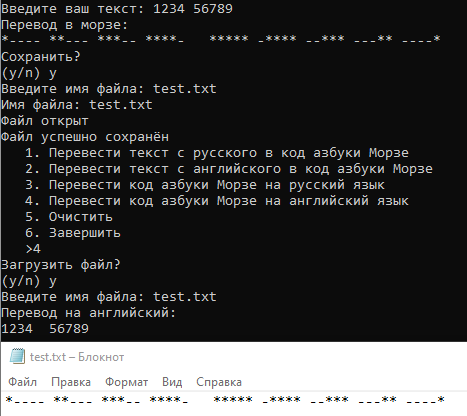 Введите ваш текст: 1234 56789
Перевод в морзе:
*---- **--- ***-- ****-   ***** -**** --*** ---** ----*
Сохранить?
(y/n) y
Введите имя файла: test.txt
Имя файла: test.txt
Файл открыт
Файл успешно сохранён
   1. Перевести текст с русского в код азбуки Морзе
   2. Перевести текст с английского в код азбуки Морзе
   3. Перевести код азбуки Морзе на русский язык
   4. Перевести код азбуки Морзе на английский язык
   5. Очистить
   6. Завершить
   >4
Загрузить файл?
(y/n) y
Введите имя файла: test.txt
Перевод на английский:
1234  56789
test.txt – Блокнот
Файл Правка Формат Вид Справка
*---- **--- ***-- ****-   ***** -**** --*** ---** ----*